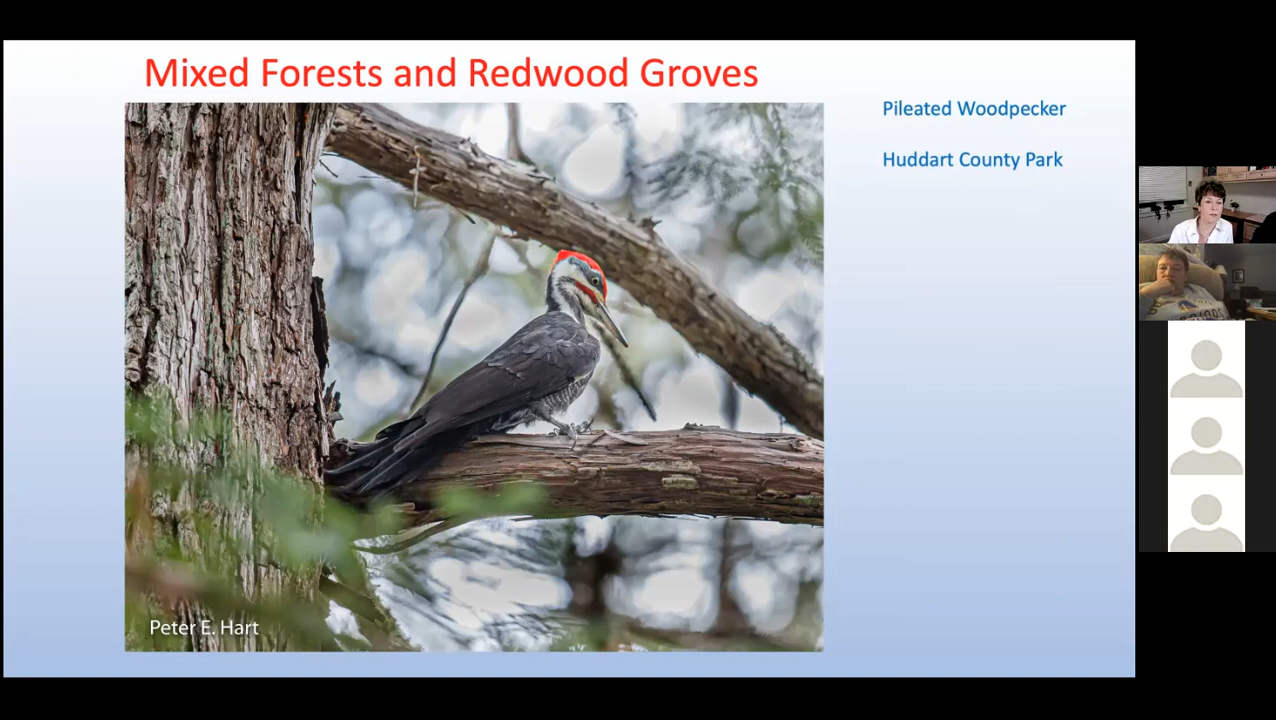 Mixed Forests and Redwood Groves
Pileated Woodpecker
Huddart County Park
Peter E. Hart